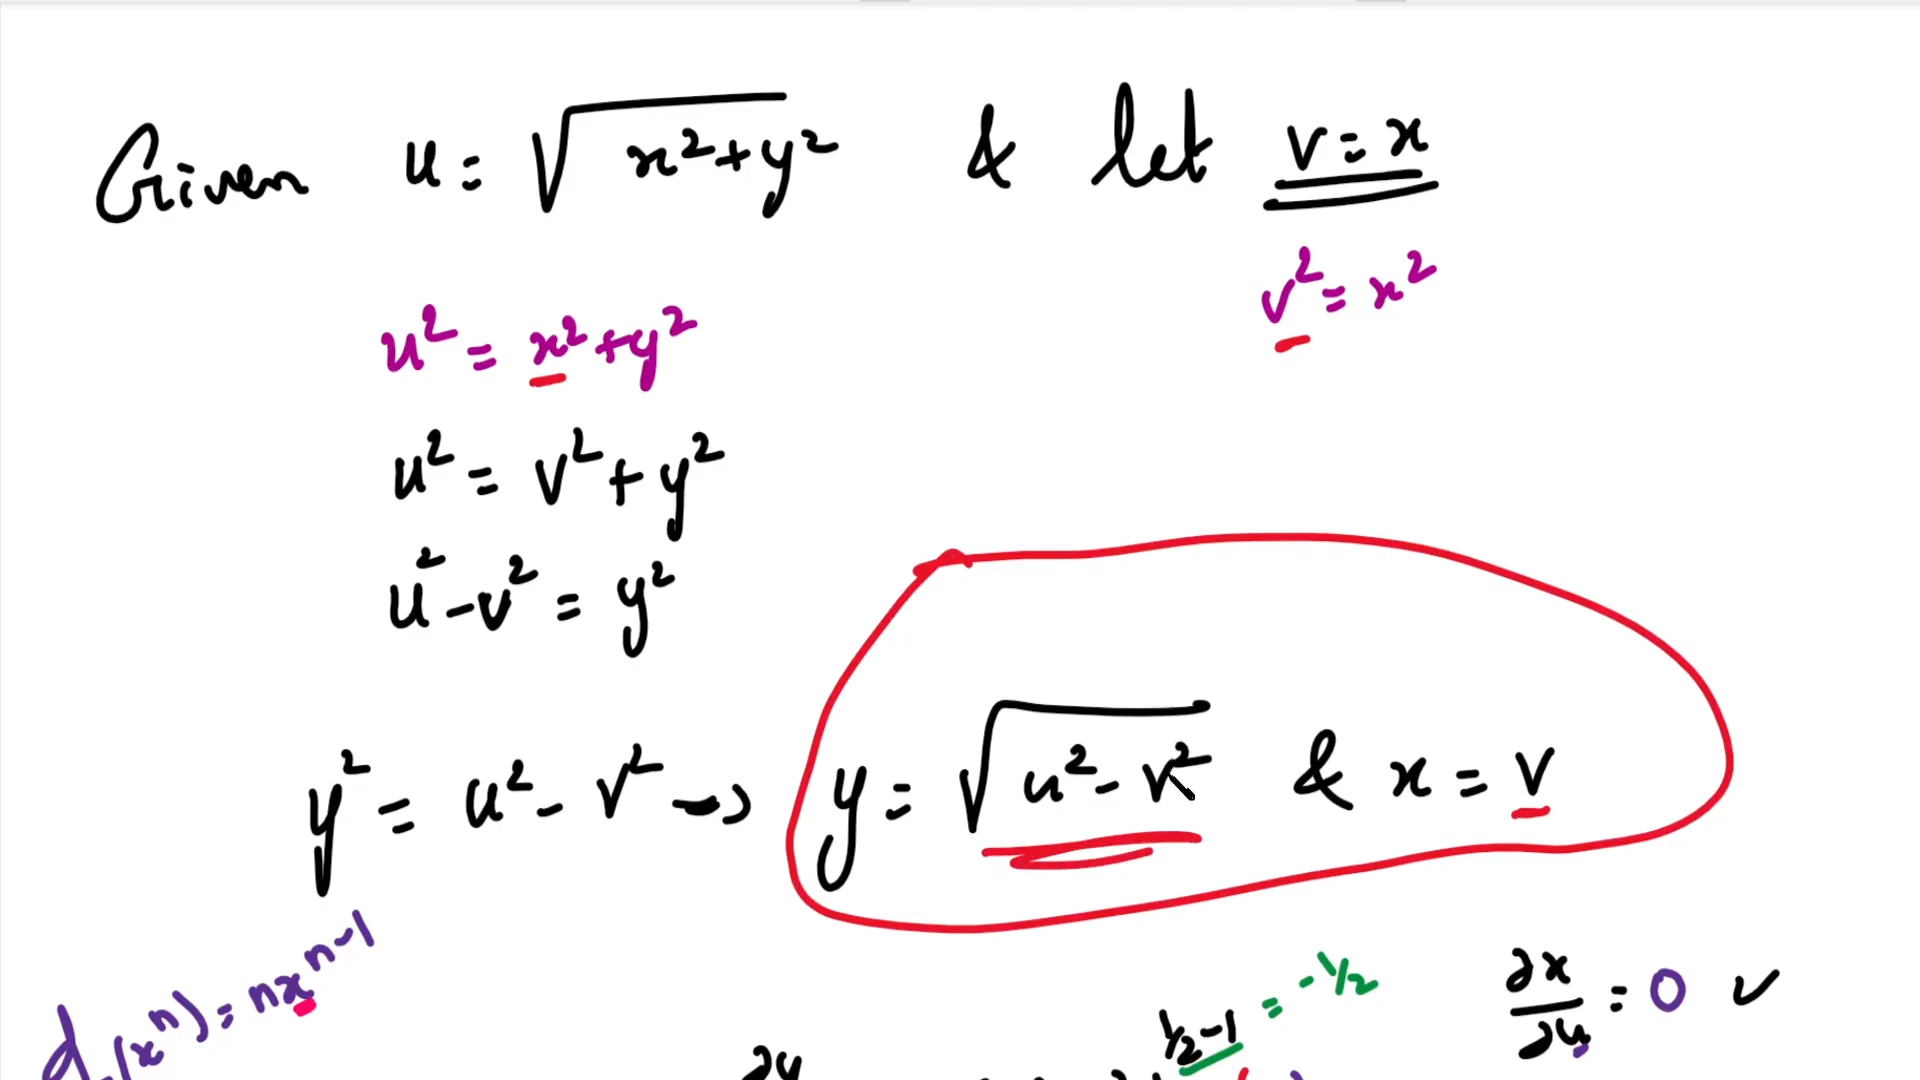 Given u = √(x²+y²) & let v = x
v² = x²
u² = x²+y²
u² = v²+y²
u²-v² = y²
y² = u²-v² → y = √(u²-v²) & x = v
(xⁿ) = nxⁿ⁻¹
1/2-1 = -1/2
∂x/∂u = 0 ✓
∂y